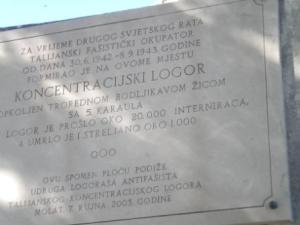 ZA VRIJEME DRUGOG SVJETSKOG RATA
TALIJANSKI FAŠISTIČKI OKUPATOR
OD DANA 30.6.1942.-8.9.1943. GODINE
FORMIRAO JE NA OVOME MJESTU
KONCENTRACIJSKI LOGOR
OPKOLJEN TROREDNOM BODLJIKAVOM ŽICOM
SA 5 KARAULA
LOGOR JE PROŠLO OKO 20.000 INTERNIRACA,
A UMRLO JE I STRELJANO OKO 1.000
OVU SPOMEN PLOČU PODIŽE
UDRUGA LOGORAŠA ANTIFAŠISTA
TALIJANSKOG KONCENTRACIJSKOG LOGORA
MOLAT, 7. RUJNA 2003. GODINE